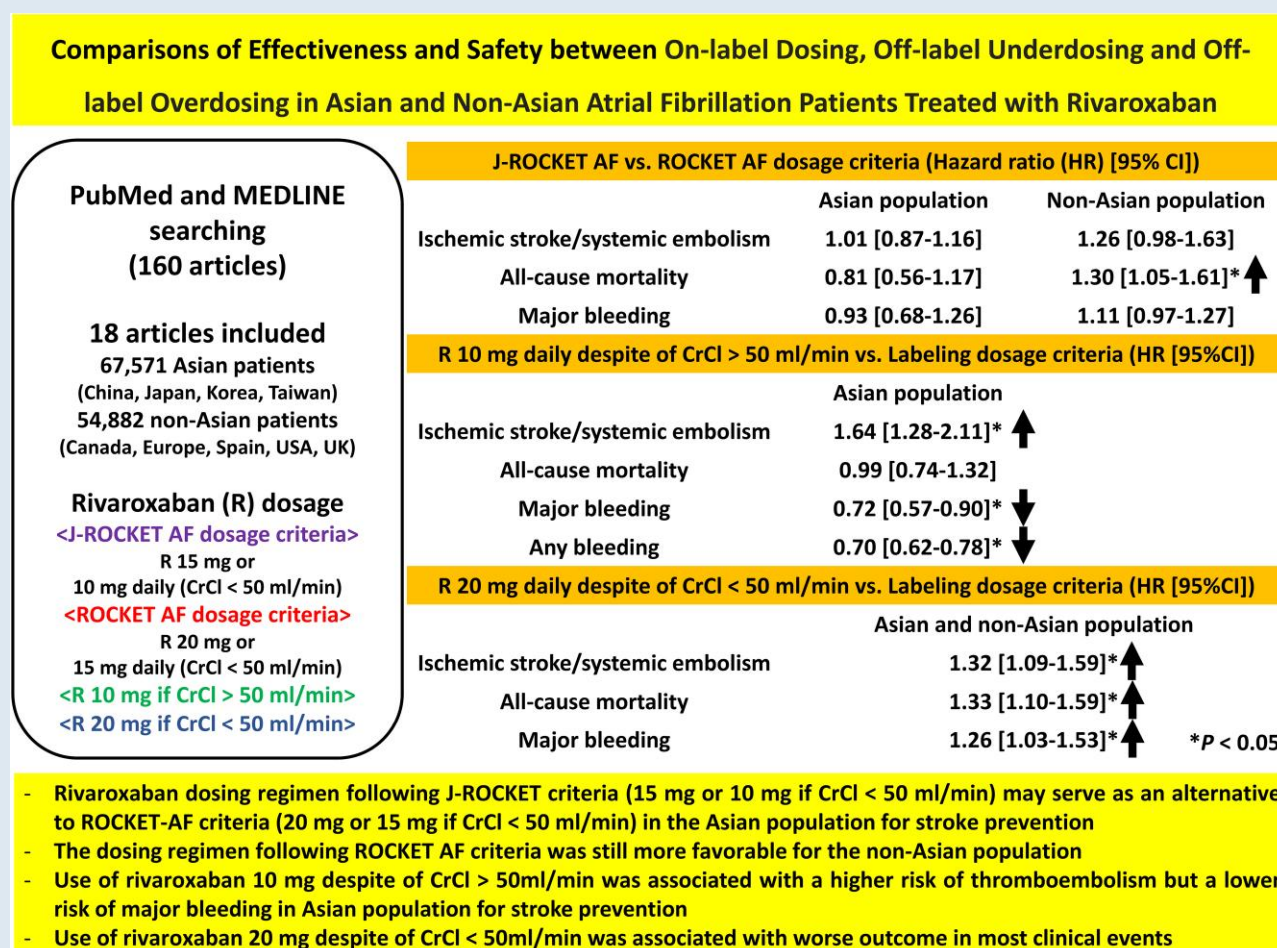 Comparisons of Effectiveness and Safety between On-label Dosing, Off-label Underdosing and Off-
label Overdosing in Asian and Non-Asian Atrial Fibrillation Patients Treated with Rivaroxaban
PubMed and MEDLINE
searching
(160 articles)
18 articles included
67,571 Asian patients
(China, Japan, Korea, Taiwan)
54,882 non-Asian patients
(Canada, Europe, Spain, USA, UK)
Rivaroxaban (R) dosage
<J-ROCKET AF dosage criteria>
R 15 mg or
10 mg daily (CrCl < 50 ml/min)
<ROCKET AF dosage criteria>
R 20 mg or
15 mg daily (CrCl < 50 ml/min)
<R 10 mg if CrCl > 50 ml/min>
<R 20 mg if CrCl < 50 ml/min>
J-ROCKET AF vs. ROCKET AF dosage criteria (Hazard ratio (HR) [95% CI])
Asian population Non-Asian population
Ischemic stroke/systemic embolism 1.01 [0.87-1.16] 1.26 [0.98-1.63]
All-cause mortality 0.81 [0.56-1.17] 1.30 [1.05-1.61]*
Major bleeding 0.93 [0.68-1.26] 1.11 [0.97-1.27]
R 10 mg daily despite of CrCl > 50 ml/min vs. Labeling dosage criteria (HR [95%CI])
Asian population
Ischemic stroke/systemic embolism 1.64 [1.28-2.11]*
All-cause mortality 0.99 [0.74-1.32]
Major bleeding 0.72 [0.57-0.90]*
Any bleeding 0.70 [0.62-0.78]*
R 20 mg daily despite of CrCl < 50 ml/min vs. Labeling dosage criteria (HR [95%CI])
Asian and non-Asian population
Ischemic stroke/systemic embolism 1.32 [1.09-1.59]*
All-cause mortality 1.33 [1.10-1.59]*
Major bleeding 1.26 [1.03-1.53]* *P < 0.05
- Rivaroxaban dosing regimen following J-ROCKET criteria (15 mg or 10 mg if CrCl < 50 ml/min) may serve as an alternative
to ROCKET-AF criteria (20 mg or 15 mg if CrCl < 50 ml/min) in the Asian population for stroke prevention
- The dosing regimen following ROCKET AF criteria was still more favorable for the non-Asian population
- Use of rivaroxaban 10 mg despite of CrCl > 50ml/min was associated with a higher risk of thromboembolism but a lower
risk of major bleeding in Asian population for stroke prevention
- Use of rivaroxaban 20 mg despite of CrCl < 50ml/min was associated with worse outcome in most clinical events